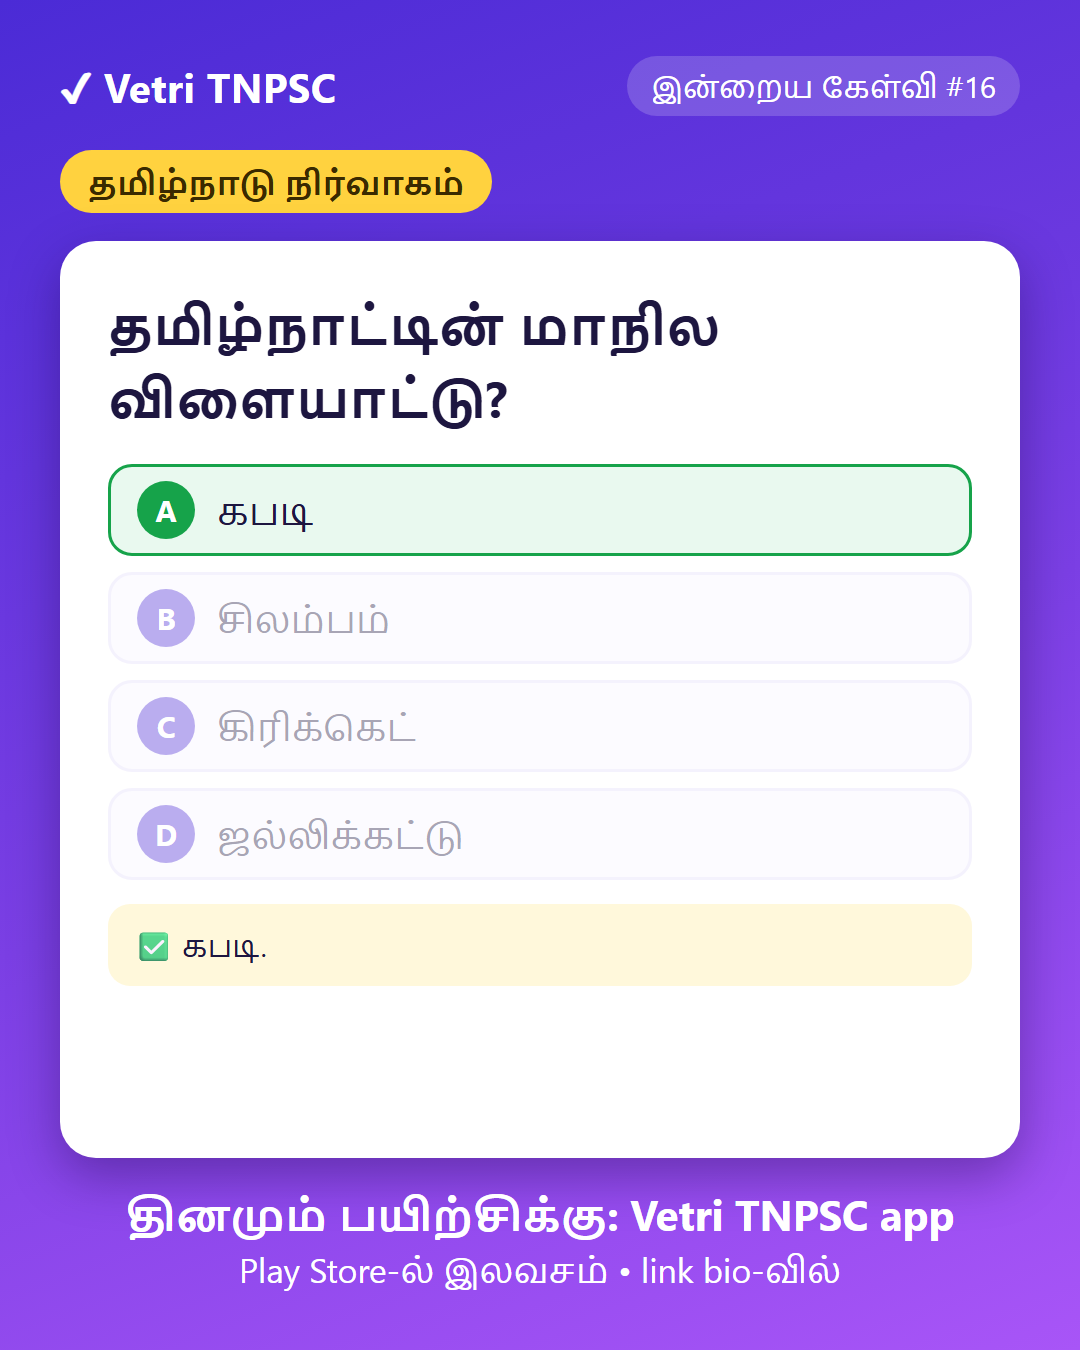 Vetri TNPSC
இன்றைய கேள்வி #16
தமிழ்நாடு நிர்வாகம்
தமிழ்நாட்டின் மாநில
விளையாட்டு?
A கபடி
B சிலம்பம்
C கிரிக்கெட்
D ஜல்லிக்கட்டு
✅ கபடி.
தினமும் பயிற்சிக்கு: Vetri TNPSC app
Play Store-ல் இலவசம் • link bio-வில்